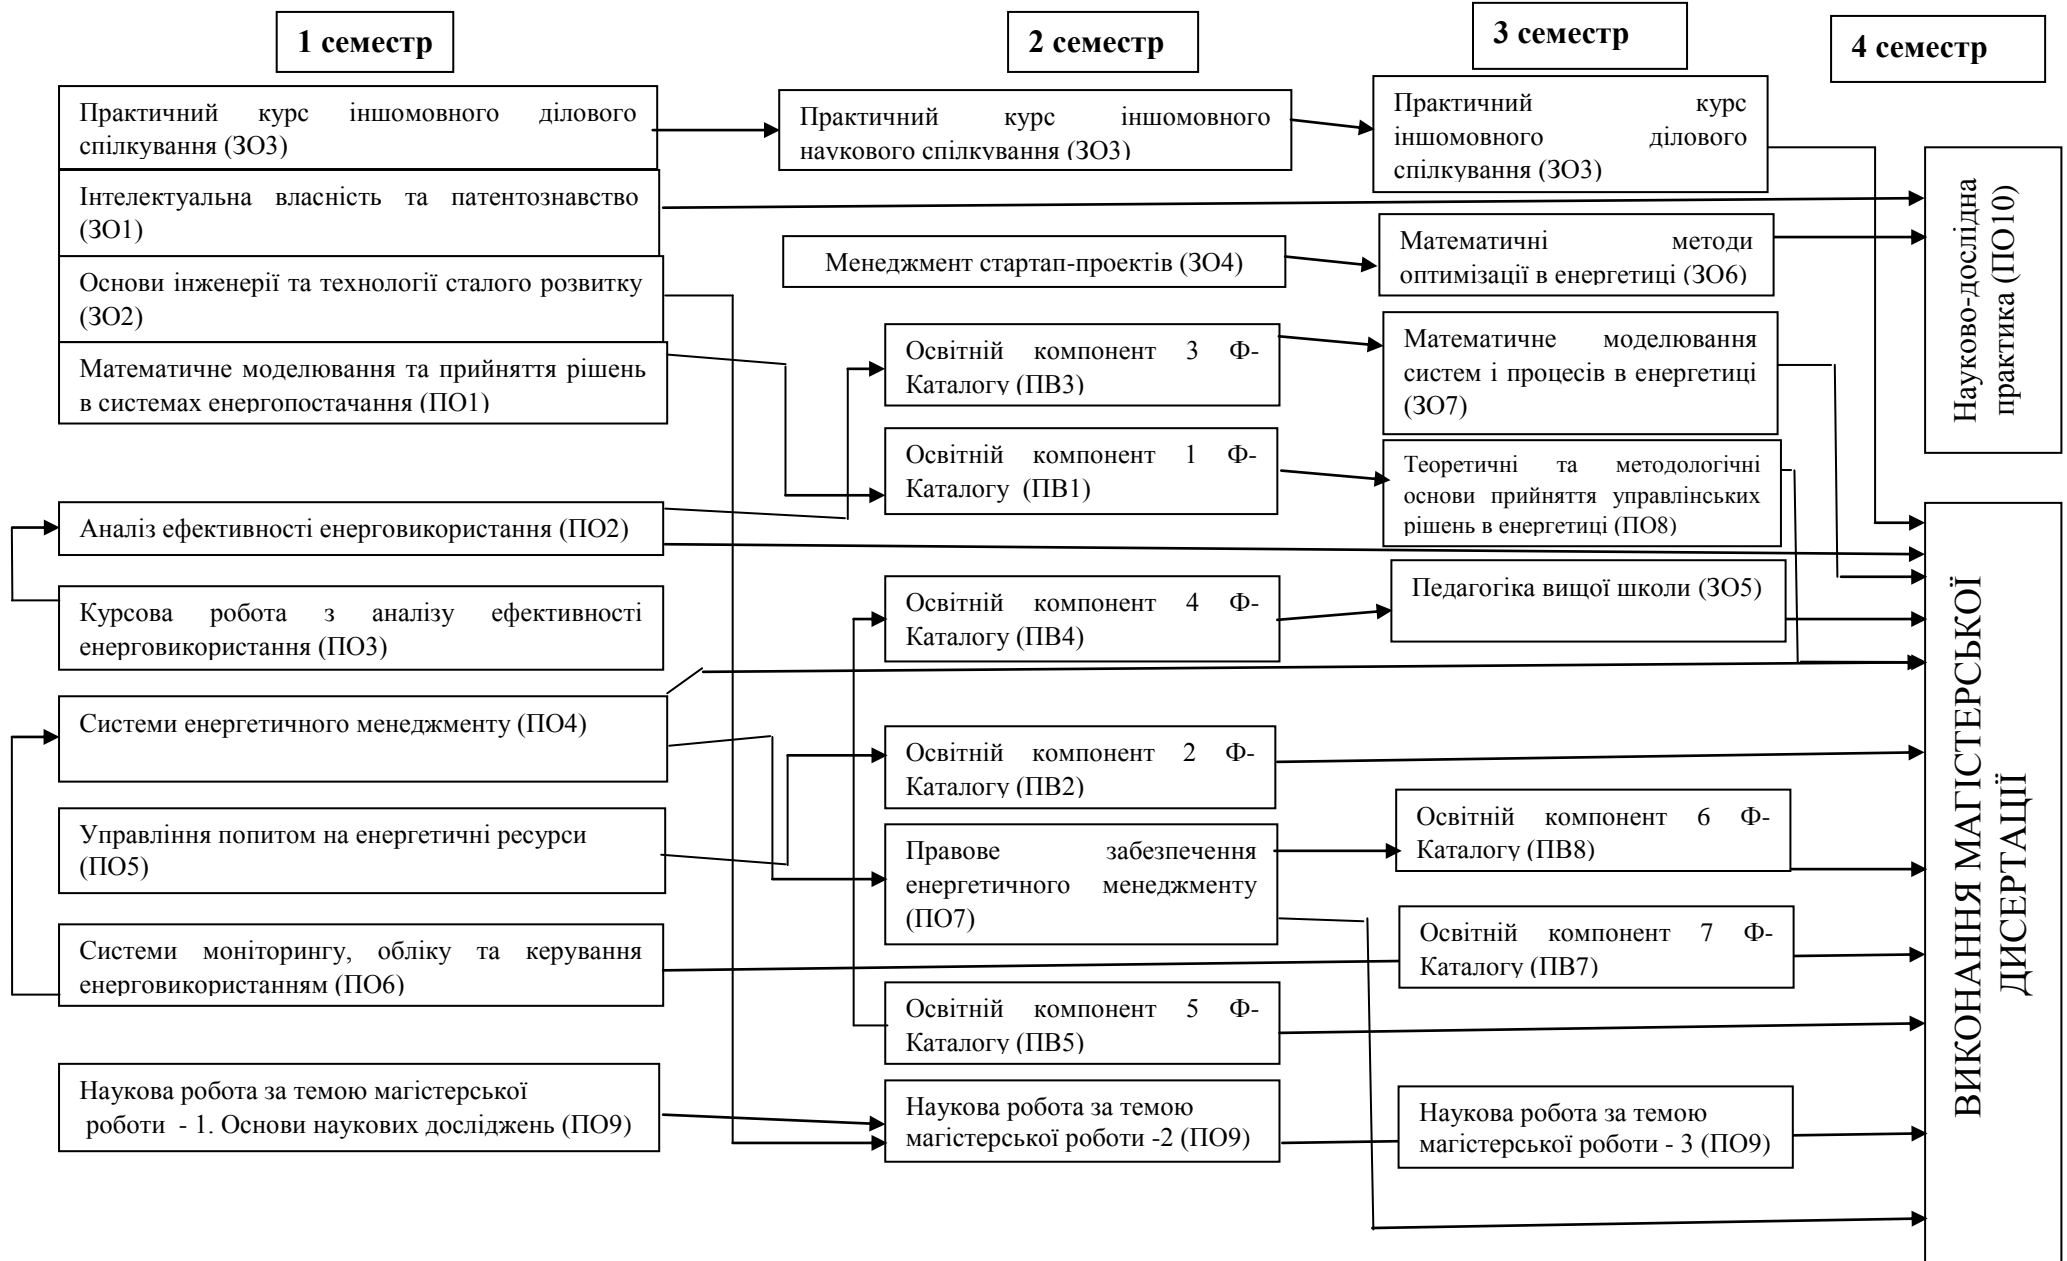 1 семестр
2 семестр
3 семестр
4 семестр
Практичний курс іншомовного ділового
спілкування (ЗО3)
Інтелектуальна власність та патентознавство
(ЗО1)
Основи інженерії та технології сталого розвитку
(ЗО2)
Математичне моделювання та прийняття рішень
в системах енергопостачання (ПО1)
Аналіз ефективності енерговикористання (ПО2)
Курсова робота з аналізу ефективності
енерговикористання (ПО3)
Системи енергетичного менеджменту (ПО4)
Управління попитом на енергетичні ресурси
(ПО5)
Системи моніторингу, обліку та керування
енерговикористанням (ПО6)
Наукова робота за темою магістерської
роботи - 1. Основи наукових досліджень (ПО9)
Практичний курс іншомовного
наукового спілкування (ЗО3)
Менеджмент стартап-проектів (ЗО4)
Освітній компонент 3 Ф-
Каталогу (ПВ3)
Освітній компонент 1 Ф-
Каталогу (ПВ1)
Освітній компонент 4 Ф-
Каталогу (ПВ4)
Освітній компонент 2 Ф-
Каталогу (ПВ2)
Правове забезпечення
енергетичного менеджменту
(ПО7)
Освітній компонент 5 Ф-
Каталогу (ПВ5)
Наукова робота за темою
магістерської роботи -2 (ПО9)
Практичний курс
іншомовного ділового
спілкування (ЗО3)
Математичні методи
оптимізації в енергетиці (ЗО6)
Математичне моделювання
систем і процесів в енергетиці
(ЗО7)
Теоретичні та методологічні
основи прийняття управлінських
рішень в енергетиці (ПО8)
Педагогіка вищої школи (ЗО5)
Освітній компонент 6 Ф-
Каталогу (ПВ8)
Освітній компонент 7 Ф-
Каталогу (ПВ7)
Наукова робота за темою
магістерської роботи - 3 (ПО9)
Науково-дослідна
практика (ПО10)
ВИКОНАННЯ МАГІСТЕРСЬКОЇ
ДИСЕРТАЦІЇ